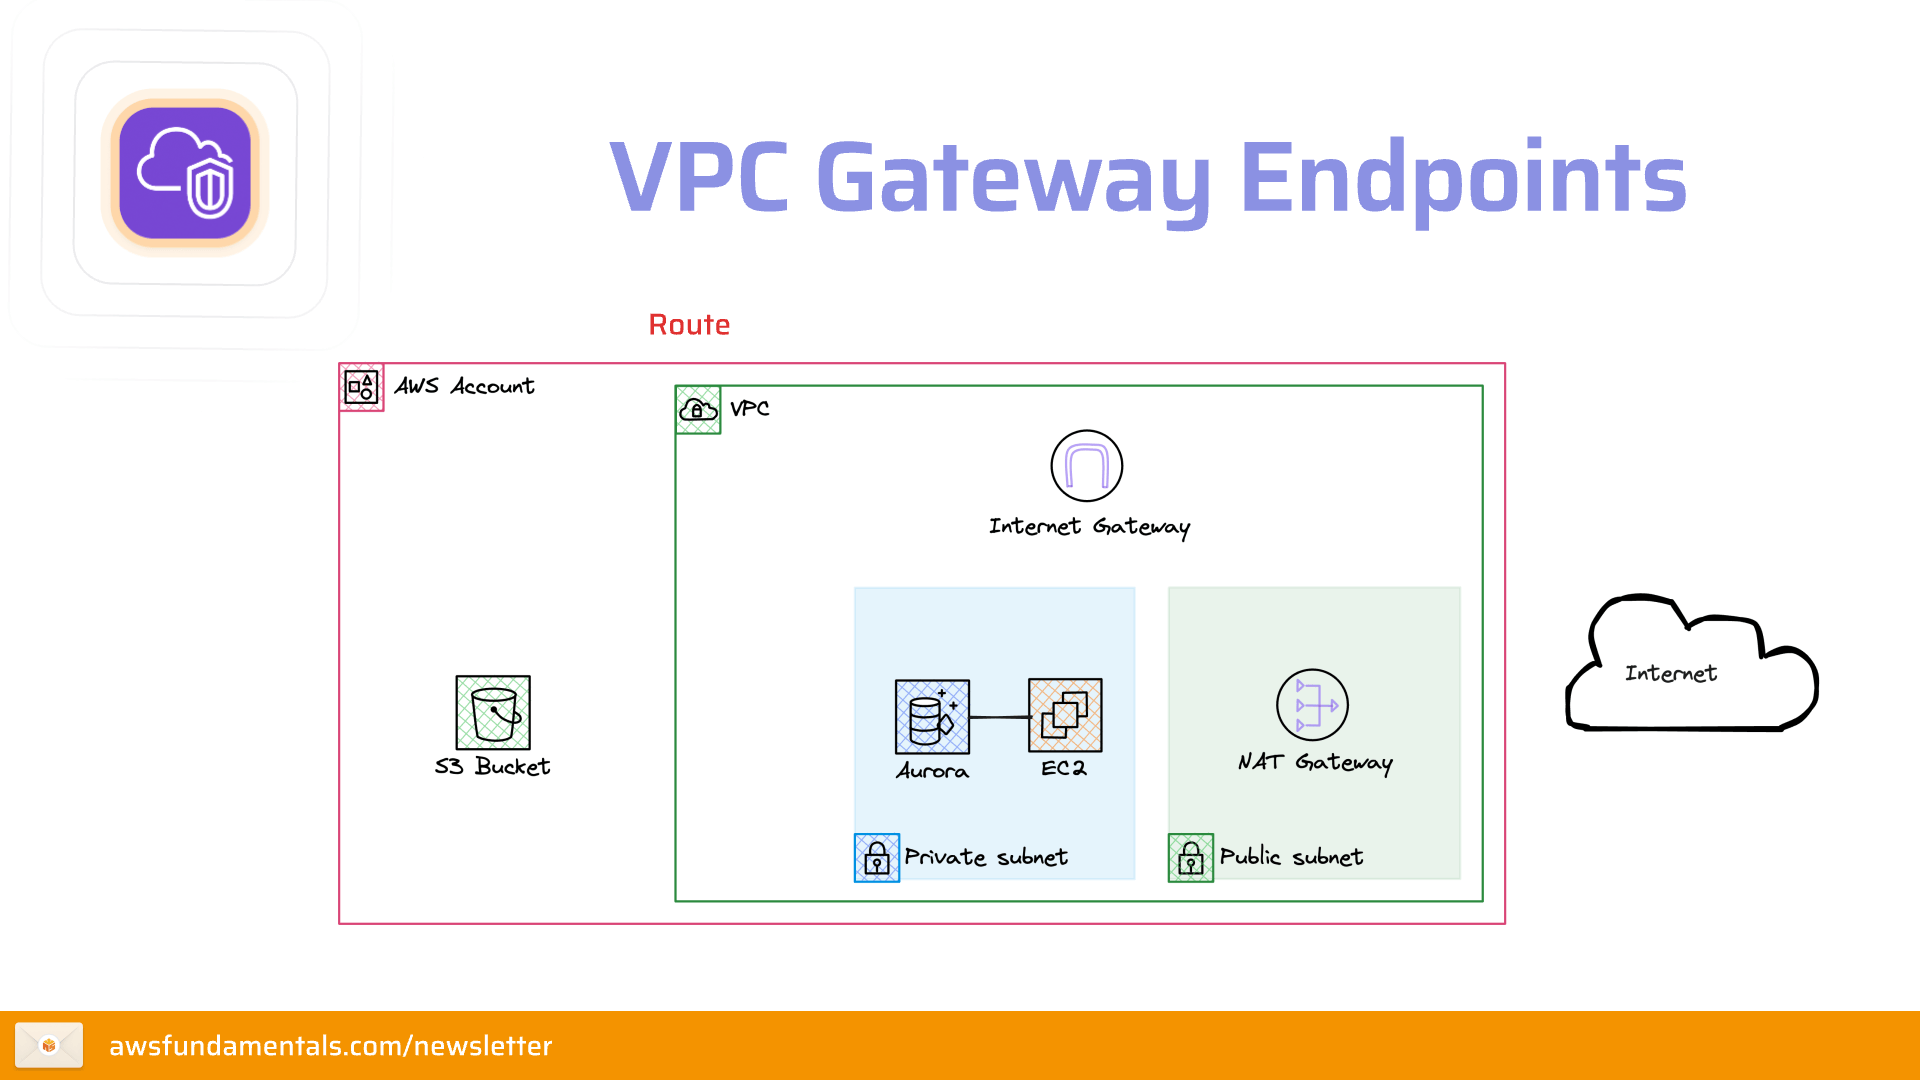 VPC Gateway Endpoints
Route
AWS Account
VPC
Internet Gateway
Internet
S3 Bucket
Aurora
EC2
NAT Gateway
Private subnet
Public subnet
awsfundamentals.com/newsletter